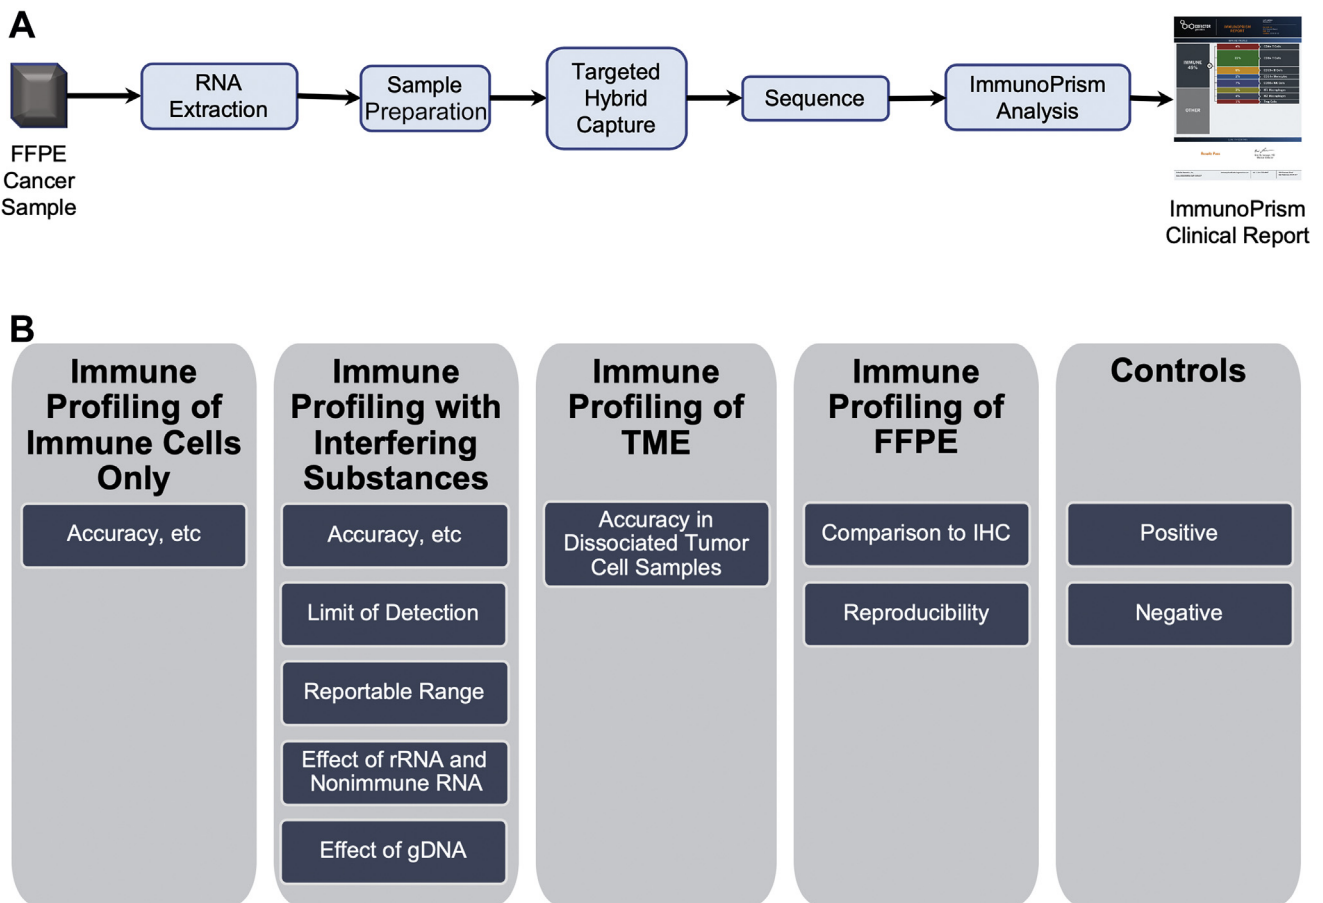 A
FFPE
Cancer
Sample
RNA
Extraction
Sample
Preparation
Targeted
Hybrid
Capture
Sequence
ImmunoPrism
Analysis
IMMUNE
OTHER
ImmunoPrism
Clinical Report
B
Immune
Profiling of
Immune Cells
Only
Accuracy, etc
Immune
Profiling with
Interfering
Substances
Accuracy, etc
Limit of Detection
Reportable Range
Effect of rRNA and
Nonimmune RNA
Effect of gDNA
Immune
Profiling of
TME
Accuracy in
Dissociated Tumor
Cell Samples
Immune
Profiling of
FFPE
Comparison to IHC
Reproducibility
Controls
Positive
Negative